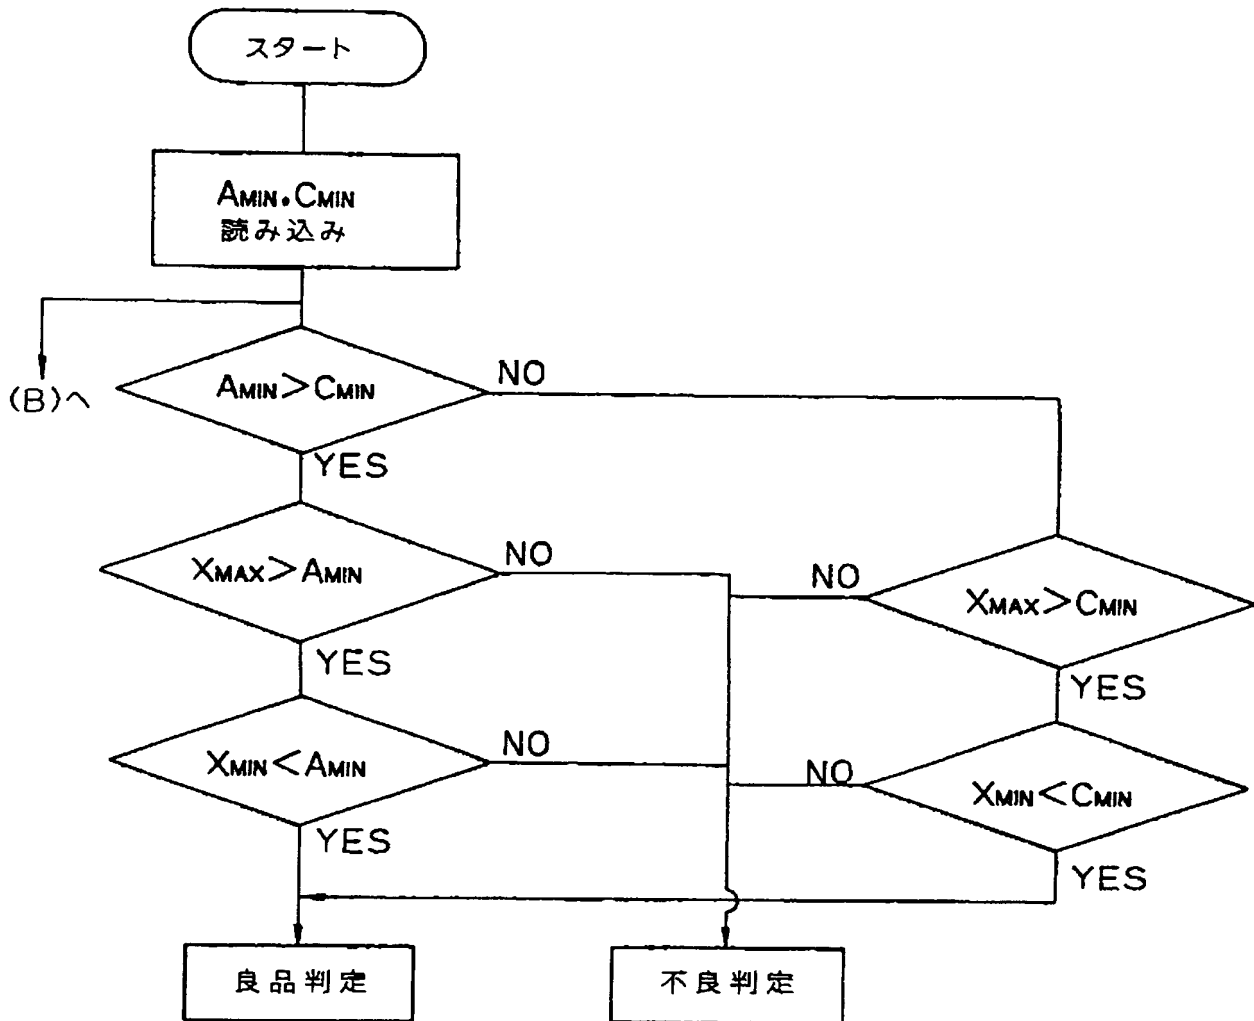 スタート
AMIN.CMIN
読み込み
(B)へ
AMIN>CMIN
NO
YES
XMAX>AMIN
NO
YES
NO
XMAX>CMIN
YES
XMIN<AMIN
NO
YES
NO
XMIN<CMIN
YES
良品判定
不良判定